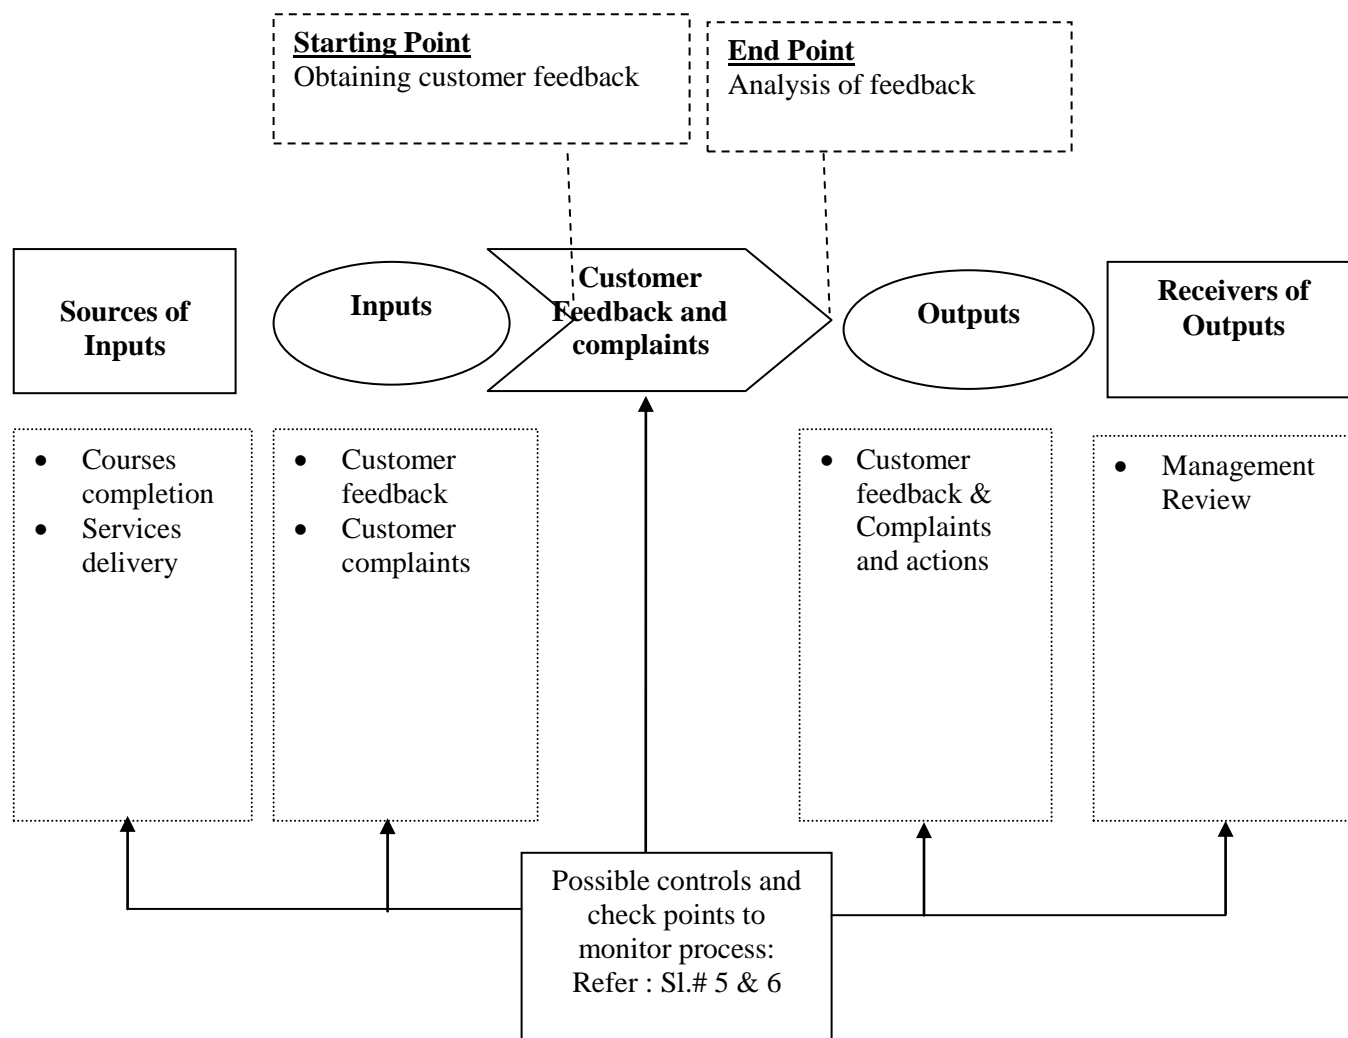 Starting Point
Obtaining customer feedback
End Point
Analysis of feedback
Sources of
Inputs
Inputs
Customer
Feedback and
complaints
Outputs
Receivers of
Outputs
• Courses
completion
• Services
delivery
• Customer
feedback
• Customer
complaints
• Customer
feedback &
Complaints
and actions
• Management
Review
Possible controls and
check points to
monitor process:
Refer : Sl.# 5 & 6